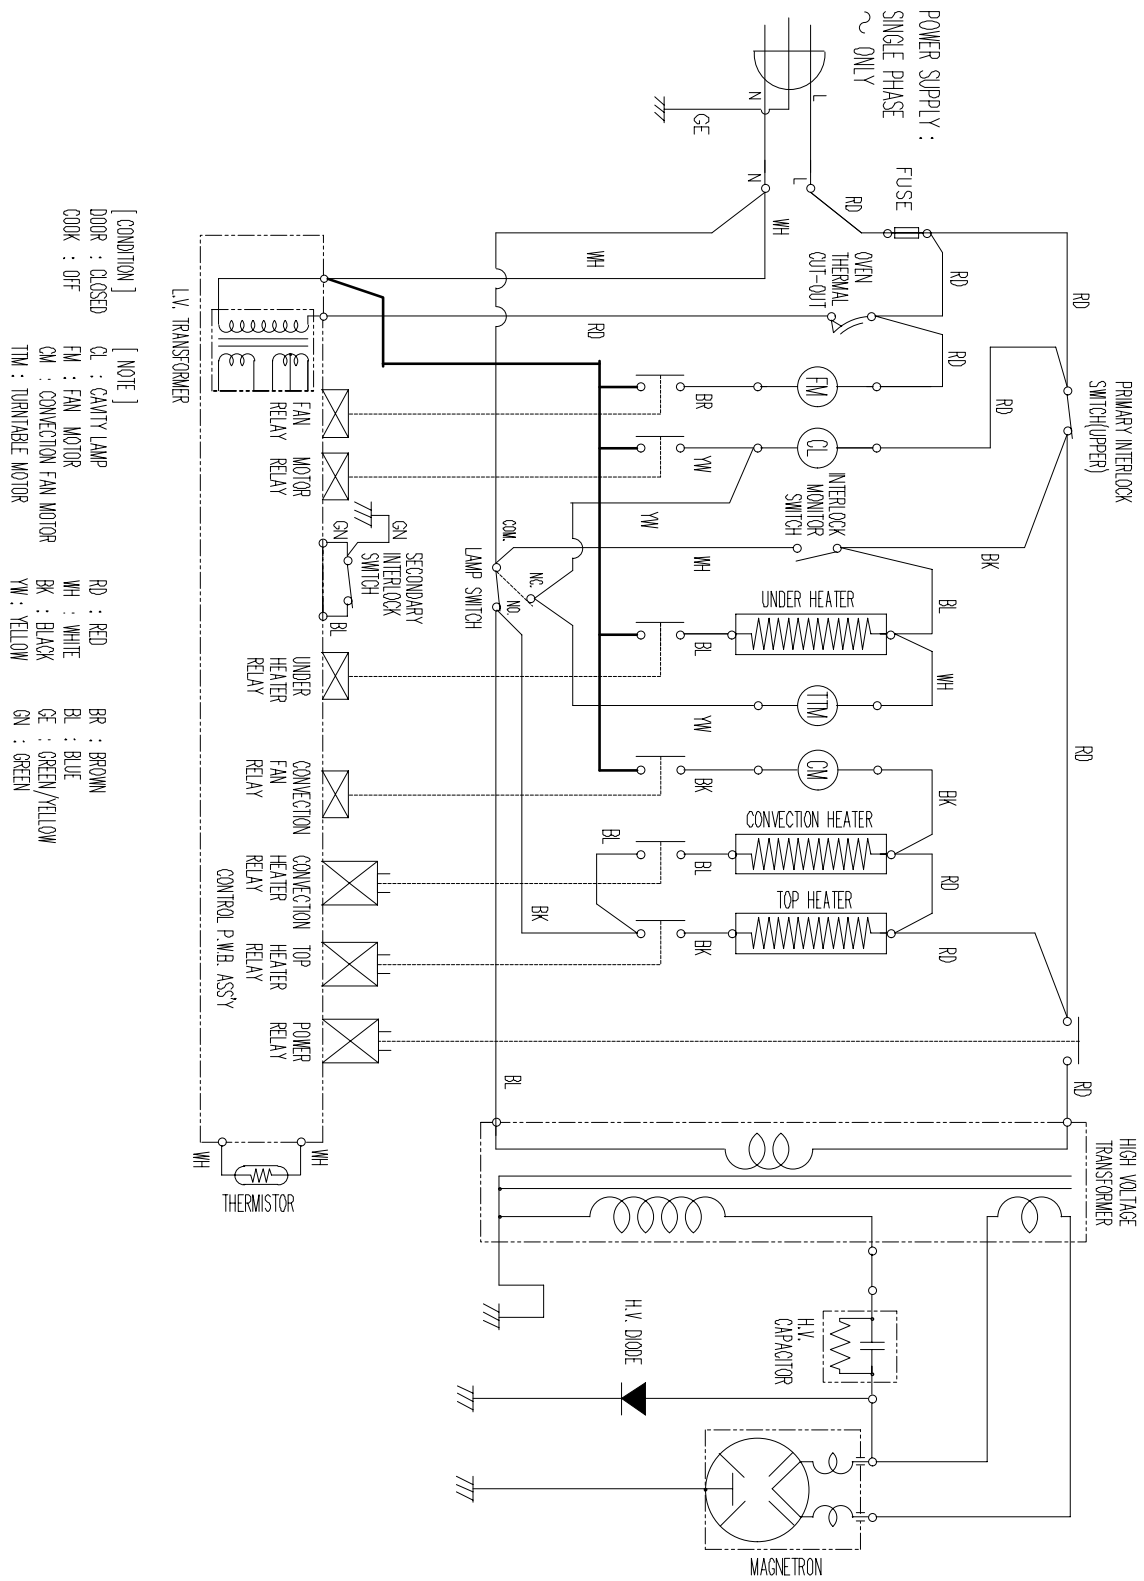 POWER SUPPLY :
SINGLE PHASE
~ ONLY
N
L
GE
N
L
RD
FUSE
WH
WH
OVEN
THERMAL
CUT-OUT
RD
RD
RD
RD
RD
PRIMARY INTERLOCK
SWITCH(UPPER)
FM
BR
CL
YW
YW
INTERLOCK
MONITOR
SWITCH
WH
BK
COM.
NC.
NO.
LAMP SWITCH
BL
UNDER HEATER
BL
WH
TTM
YW
RD
CM
BK
BK
CONVECTION HEATER
BL
BL
RD
TOP HEATER
BK
BK
RD
BL
RD
HIGH VOLTAGE
TRANSFORMER
H.V.
CAPACITOR
H.V. DIODE
MAGNETRON
L.V. TRANSFORMER
FAN
RELAY
MOTOR
RELAY
GN
GN
SECONDARY
INTERLOCK
SWITCH
BL
UNDER
HEATER
RELAY
CONVECTION
FAN
RELAY
CONVECTION
HEATER
RELAY
TOP
HEATER
RELAY
POWER
RELAY
CONTROL P.W.B. ASS'Y
WH
WH
THERMISTOR
[ CONDITION ]
DOOR : CLOSED
COOK : OFF
[ NOTE ]
CL : CAVITY LAMP
FM : FAN MOTOR
CM : CONVECTION FAN MOTOR
TTM : TURNTABLE MOTOR
RD : RED
WH : WHITE
BK : BLACK
YW : YELLOW
BR : BROWN
BL : BLUE
GE : GREEN/YELLOW
GN : GREEN